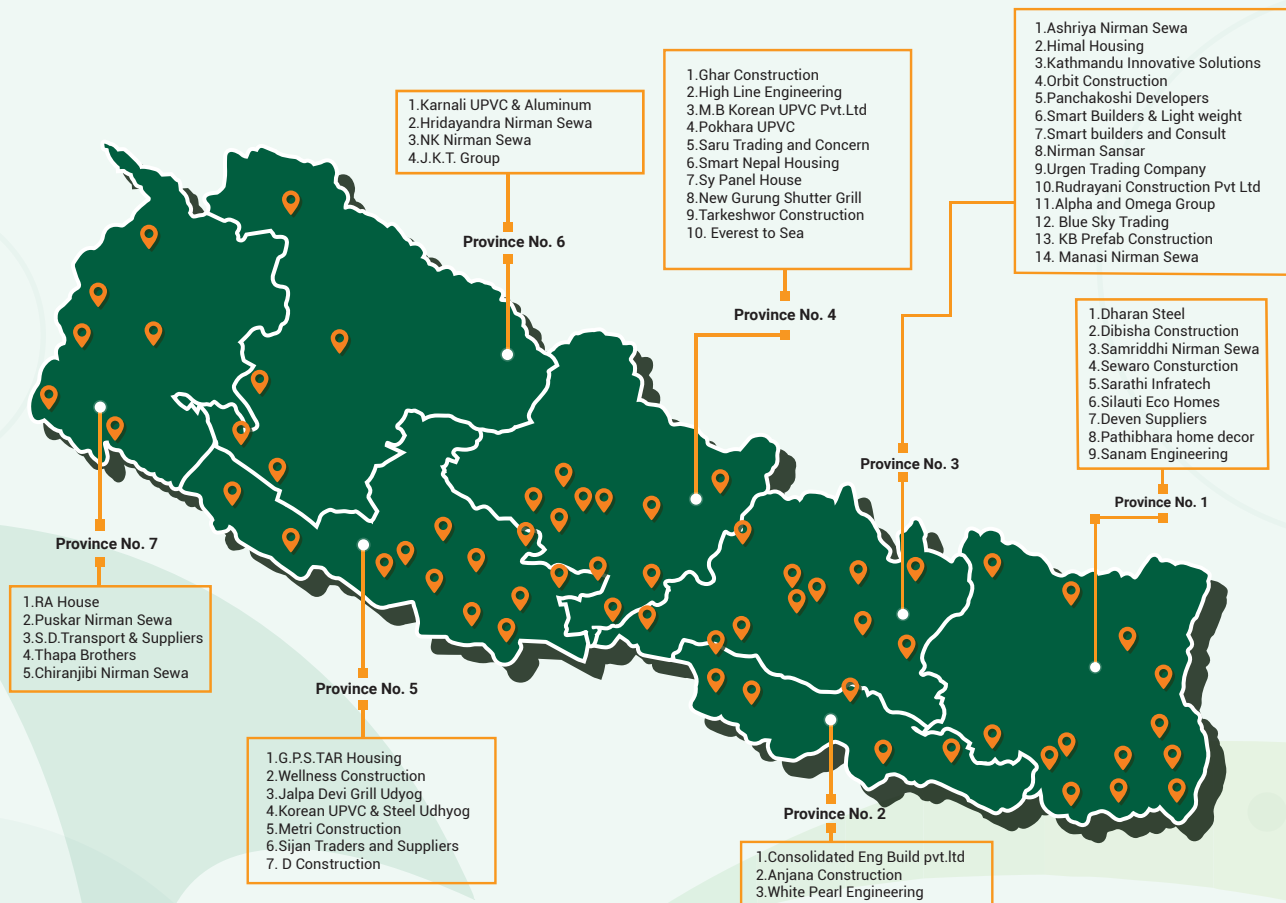 1.Karnali UPVC & Aluminum
2.Hridayandra Nirman Sewa
3.NK Nirman Sewa
4.J.K.T. Group
Province No. 6
1.Ghar Construction
2.High Line Engineering
3.M.B Korean UPVC Pvt.Ltd
4.Pokhara UPVC
5.Saru Trading and Concern
6.Smart Nepal Housing
7.Sy Panel House
8.New Gurung Shutter Grill
9.Tarkeshwor Construction
10. Everest to Sea
Province No. 4
1.Ashriya Nirman Sewa
2.Himal Housing
3.Kathmandu Innovative Solutions
4.Orbit Construction
5.Panchakoshi Developers
6.Smart Builders & Light weight
7.Smart builders and Consult
8.Nirman Sansar
9.Urgen Trading Company
10.Rudrayani Construction Pvt Ltd
11.Alpha and Omega Group
12. Blue Sky Trading
13. KB Prefab Construction
14. Manasi Nirman Sewa
Province No. 3
1.Dharan Steel
2.Dibisha Construction
3.Samriddhi Nirman Sewa
4.Sewaro Consturction
5.Sarathi Infratech
6.Silauti Eco Homes
7.Deven Suppliers
8.Pathibhara home decor
9.Sanam Engineering
Province No. 1
Province No. 7
1.RA House
2.Puskar Nirman Sewa
3.S.D.Transport & Suppliers
4.Thapa Brothers
5.Chiranjibi Nirman Sewa
Province No. 5
1.G.P.S.TAR Housing
2.Wellness Construction
3.Jalpa Devi Grill Udyog
4.Korean UPVC & Steel Udhyog
5.Metri Construction
6.Sijan Traders and Suppliers
7. D Construction
Province No. 2
1.Consolidated Eng Build pvt.ltd
2.Anjana Construction
3.White Pearl Engineering